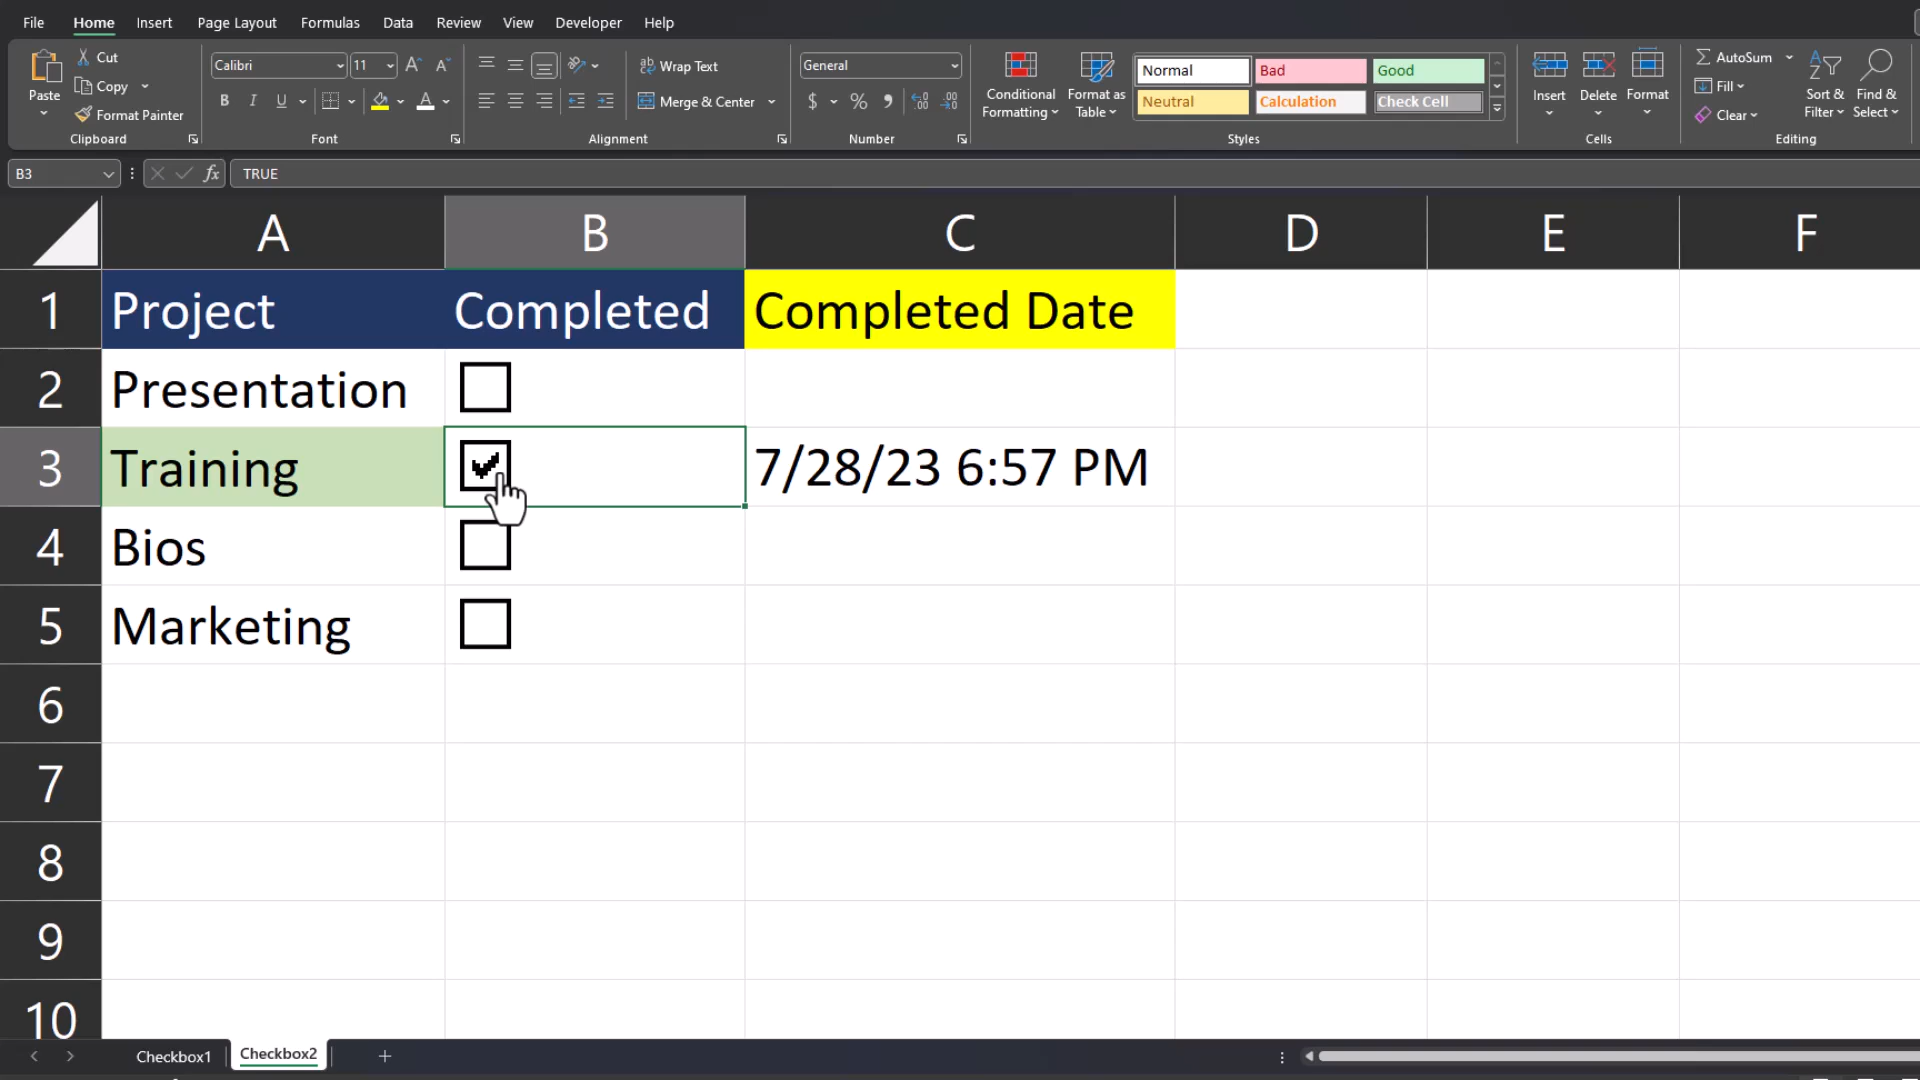 File Home Insert Page Layout Formulas Data Review View Developer Help
Paste Cut Copy Format Painter Clipboard
Calibri 11 A A B I U A Font
ab Wrap Text Merge & Center Alignment
General $ % 9 .00 Number
Conditional Formatting Format as Table
Normal Bad Good
Neutral Calculation Check Cell
Styles
Insert Delete Format
Cells
AutoSum Fill Clear Sort & Filter Find & Select
Editing
B3 fx TRUE
A B C D E F
1 Project Completed Completed Date
2 Presentation
3 Training 7/28/23 6:57 PM
4 Bios
5 Marketing
6
7
8
9
10
Checkbox1 Checkbox2